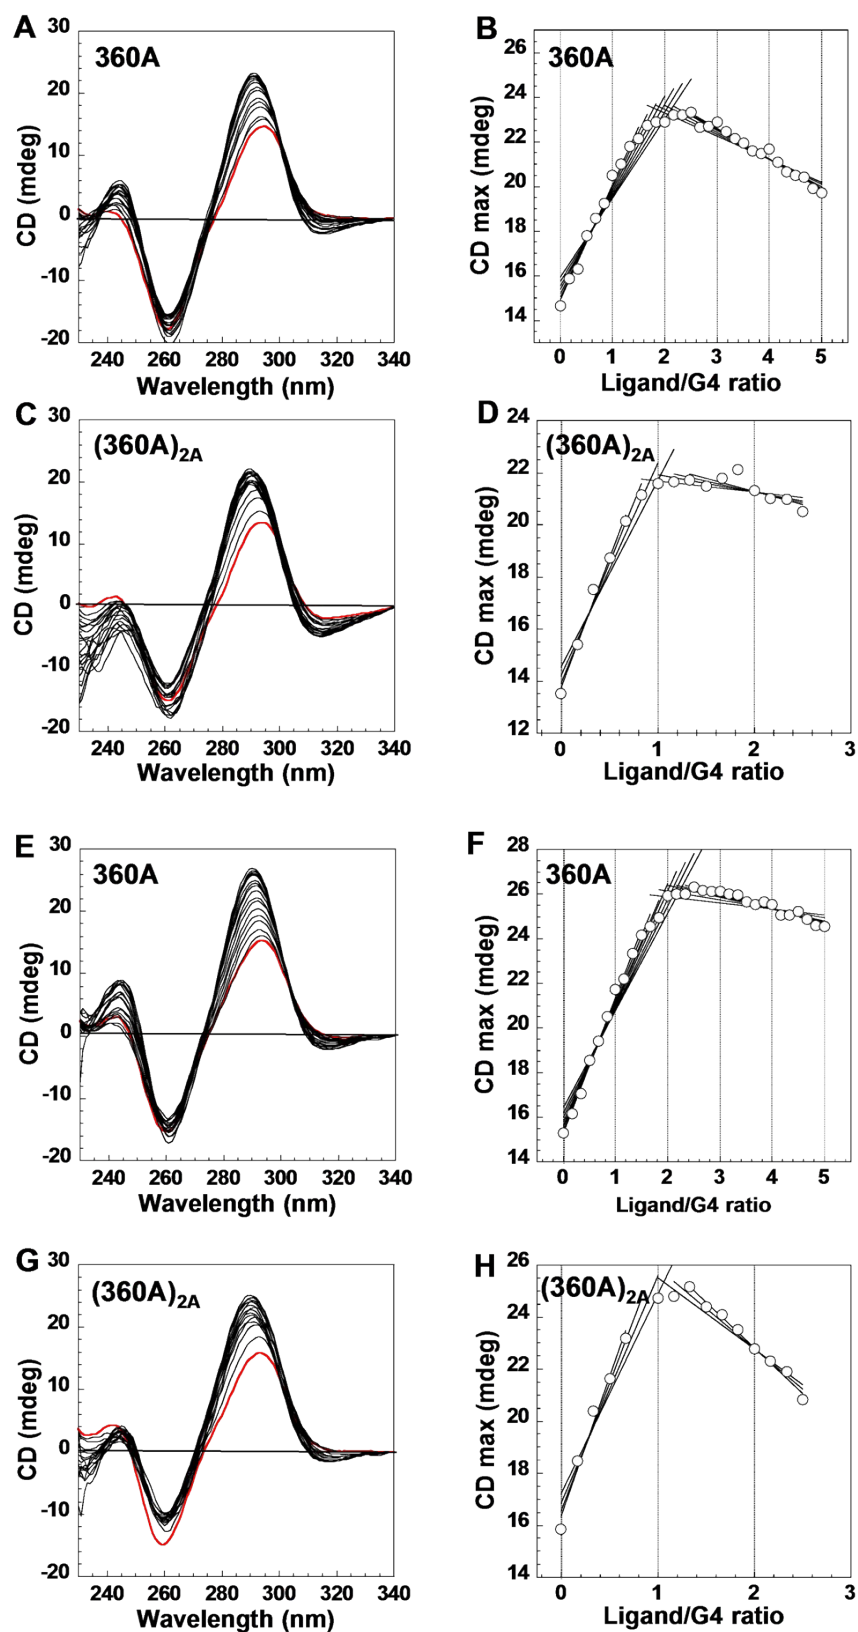 A
360A
CD (mdeg)
30
20
10
0
-10
-20
240 260 280 300 320 340
Wavelength (nm)
B
360A
CD max (mdeg)
26
24
22
20
18
16
14
0 1 2 3 4 5
Ligand/G4 ratio
C
(360A)2A
CD (mdeg)
30
20
10
0
-10
-20
240 260 280 300 320 340
Wavelength (nm)
D
(360A)2A
CD max (mdeg)
24
22
20
18
16
14
12
0 1 2 3
Ligand/G4 ratio
E
360A
CD (mdeg)
30
20
10
0
-10
-20
240 260 280 300 320 340
Wavelength (nm)
F
360A
CD max (mdeg)
28
26
24
22
20
18
16
14
0 1 2 3 4 5
Ligand/G4 ratio
G
(360A)2A
CD (mdeg)
30
20
10
0
-10
-20
240 260 280 300 320 340
Wavelength (nm)
H
(360A)2A
CD max (mdeg)
26
24
22
20
18
16
14
0 1 2 3
Ligand/G4 ratio